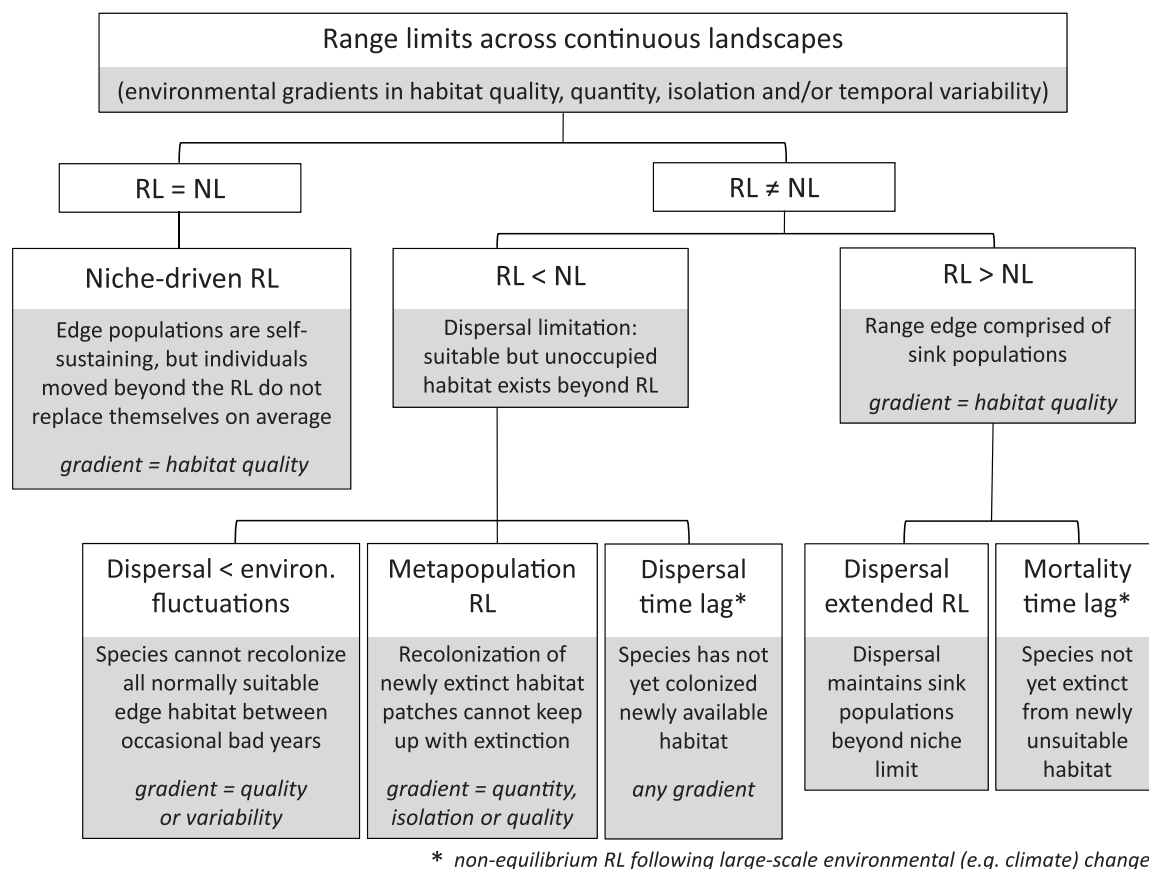 Range limits across continuous landscapes
(environmental gradients in habitat quality, quantity, isolation and/or temporal variability)
RL = NL
RL ≠ NL
Niche-driven RL
Edge populations are self-
sustaining, but individuals
moved beyond the RL do not
replace themselves on average
gradient = habitat quality
RL < NL
Dispersal limitation:
suitable but unoccupied
habitat exists beyond RL
RL > NL
Range edge comprised of
sink populations
gradient = habitat quality
Dispersal < environ.
fluctuations
Species cannot recolonize
all normally suitable
edge habitat between
occasional bad years
gradient = quality
or variability
Metapopulation
RL
Recolonization of
newly extinct habitat
patches cannot keep
up with extinction
gradient = quantity,
isolation or quality
Dispersal
time lag*
Species has not
yet colonized
newly available
habitat
any gradient
Dispersal
extended RL
Dispersal
maintains sink
populations
beyond niche
limit
Mortality
time lag*
Species not
yet extinct
from newly
unsuitable
habitat
* non-equilibrium RL following large-scale environmental (e.g. climate) change